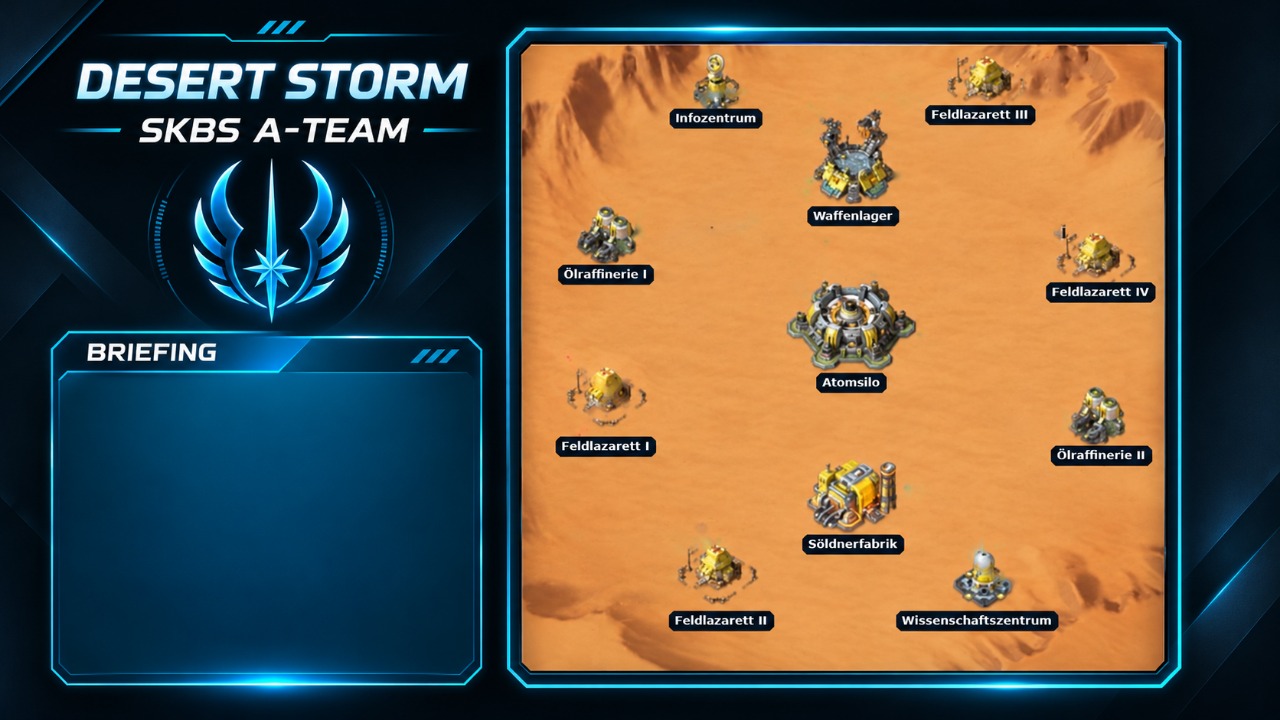 DESERT STORM
SKBS A-TEAM
BRIEFING
Infozentrum
Feldlazarett III
Waffenlager
Ölraffinerie I
Feldlazarett IV
Atomsilo
Feldlazarett I
Ölraffinerie II
Söldnerfabrik
Feldlazarett II
Wissenschaftszentrum